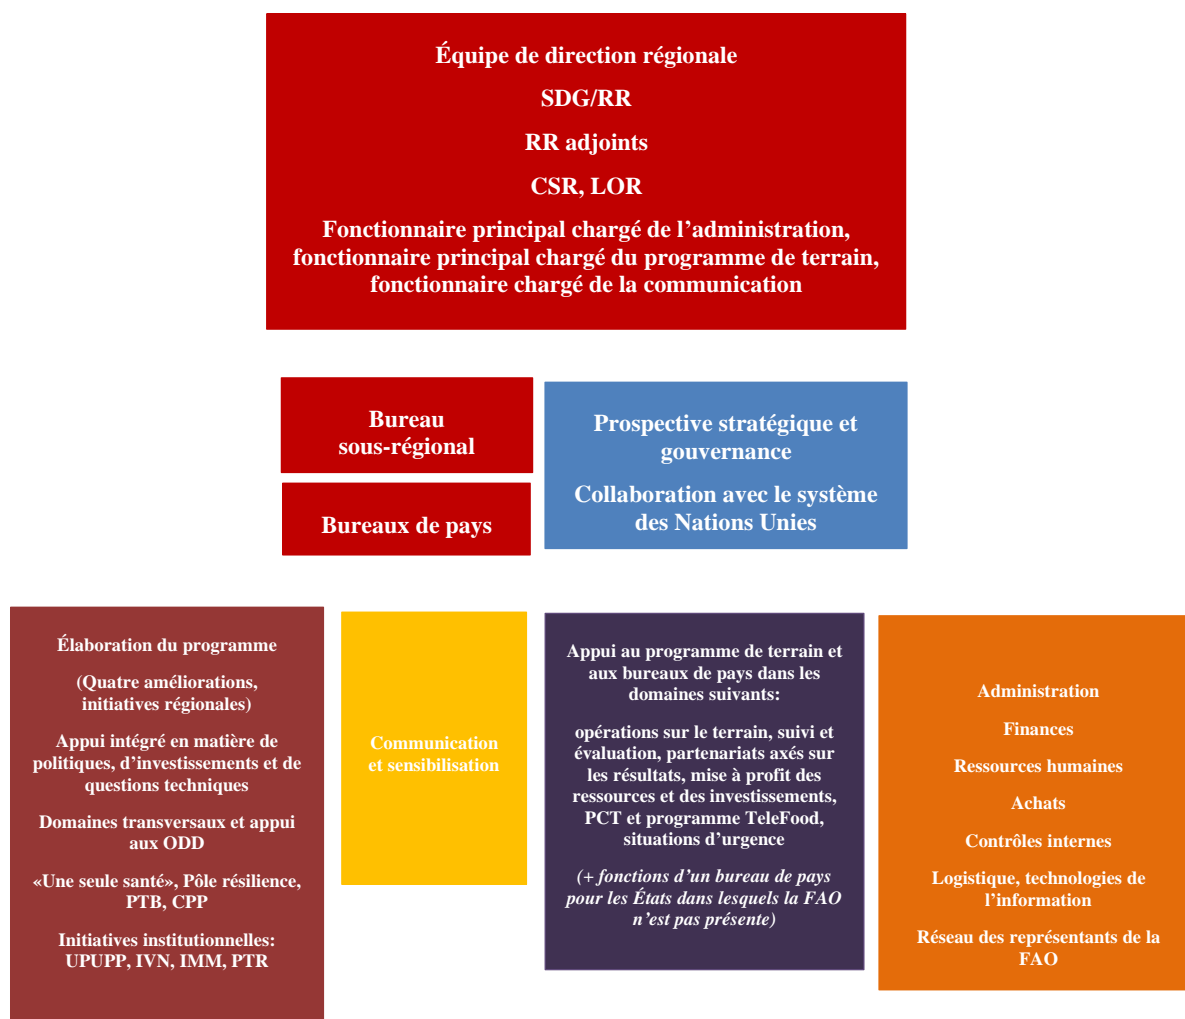 Équipe de direction régionale
SDG/RR
RR adjoints
CSR, LOR
Fonctionnaire principal chargé de l’administration,
fonctionnaire principal chargé du programme de terrain,
fonctionnaire chargé de la communication
Bureau
sous-régional
Bureaux de pays
Prospective stratégique et
gouvernance
Collaboration avec le système
des Nations Unies
Élaboration du programme
(Quatre améliorations,
initiatives régionales)
Appui intégré en matière de
politiques, d’investissements et de
questions techniques
Domaines transversaux et appui
aux ODD
«Une seule santé», Pôle résilience,
PTB, CPP
Initiatives institutionnelles:
UPUPP, IVN, IMM, PTR
Communication
et sensibilisation
Appui au programme de terrain et
aux bureaux de pays dans les
domaines suivants:
opérations sur le terrain, suivi et
évaluation, partenariats axés sur
les résultats, mise à profit des
ressources et des investissements,
PCT et programme TeleFood,
situations d’urgence
(+ fonctions d’un bureau de pays
pour les États dans lesquels la FAO
n’est pas présente)
Administration
Finances
Ressources humaines
Achats
Contrôles internes
Logistique, technologies de
l’information
Réseau des représentants de la
FAO